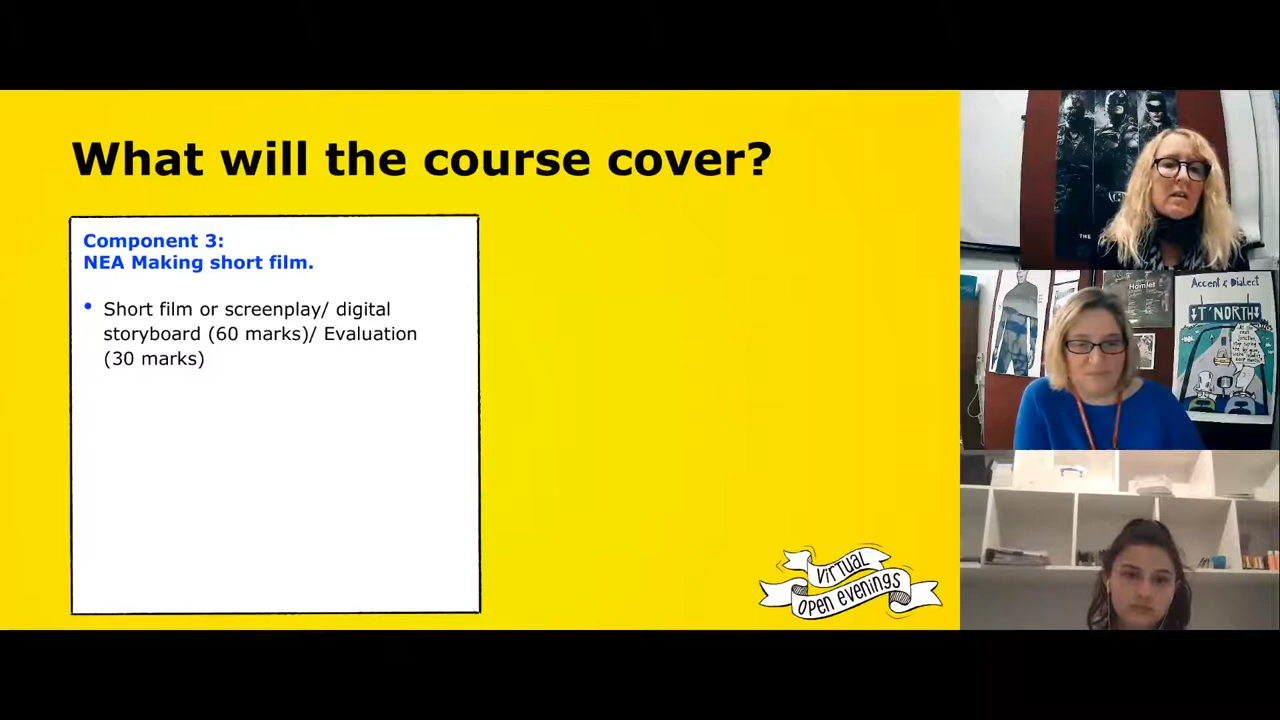 What will the course cover?
Component 3:
NEA Making short film.
• Short film or screenplay/ digital
storyboard (60 marks)/ Evaluation
(30 marks)
VIRTUAL
OPEN EVENINGS
THE
Hamlet
Accent & Dialect
T'NORTH